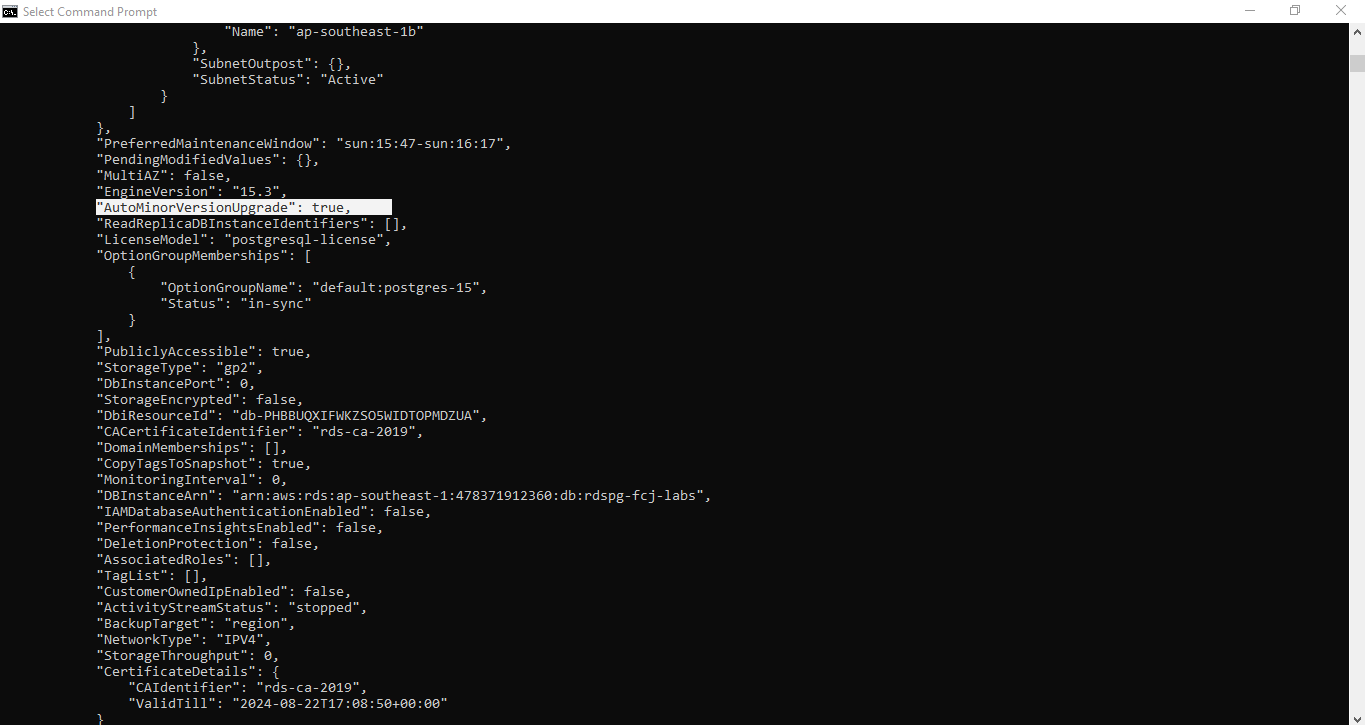 Select Command Prompt
"Name": "ap-southeast-1b"
},
"SubnetOutpost": {},
"SubnetStatus": "Active"
}
]
},
"PreferredMaintenanceWindow": "sun:15:47-sun:16:17",
"PendingModifiedValues": {},
"MultiAZ": false,
"EngineVersion": "15.3",
"AutoMinorVersionUpgrade": true,
"ReadReplicaDBInstanceIdentifiers": [],
"LicenseModel": "postgresql-license",
"OptionGroupMemberships": [
{
"OptionGroupName": "default:postgres-15",
"Status": "in-sync"
}
],
"PubliclyAccessible": true,
"StorageType": "gp2",
"DbInstancePort": 0,
"StorageEncrypted": false,
"DbiResourceId": "db-PHBBUQXIFWKZSO5WIDTOPMDZUA",
"CACertificateIdentifier": "rds-ca-2019",
"DomainMemberships": [],
"CopyTagsToSnapshot": true,
"MonitoringInterval": 0,
"DBInstanceArn": "arn:aws:rds:ap-southeast-1:478371912360:db:rdspg-fcj-labs",
"IAMDatabaseAuthenticationEnabled": false,
"PerformanceInsightsEnabled": false,
"DeletionProtection": false,
"AssociatedRoles": [],
"TagList": [],
"CustomerOwnedIpEnabled": false,
"ActivityStreamStatus": "stopped",
"BackupTarget": "region",
"NetworkType": "IPV4",
"StorageThroughput": 0,
"CertificateDetails": {
"CAIdentifier": "rds-ca-2019",
"ValidTill": "2024-08-22T17:08:50+00:00"
}